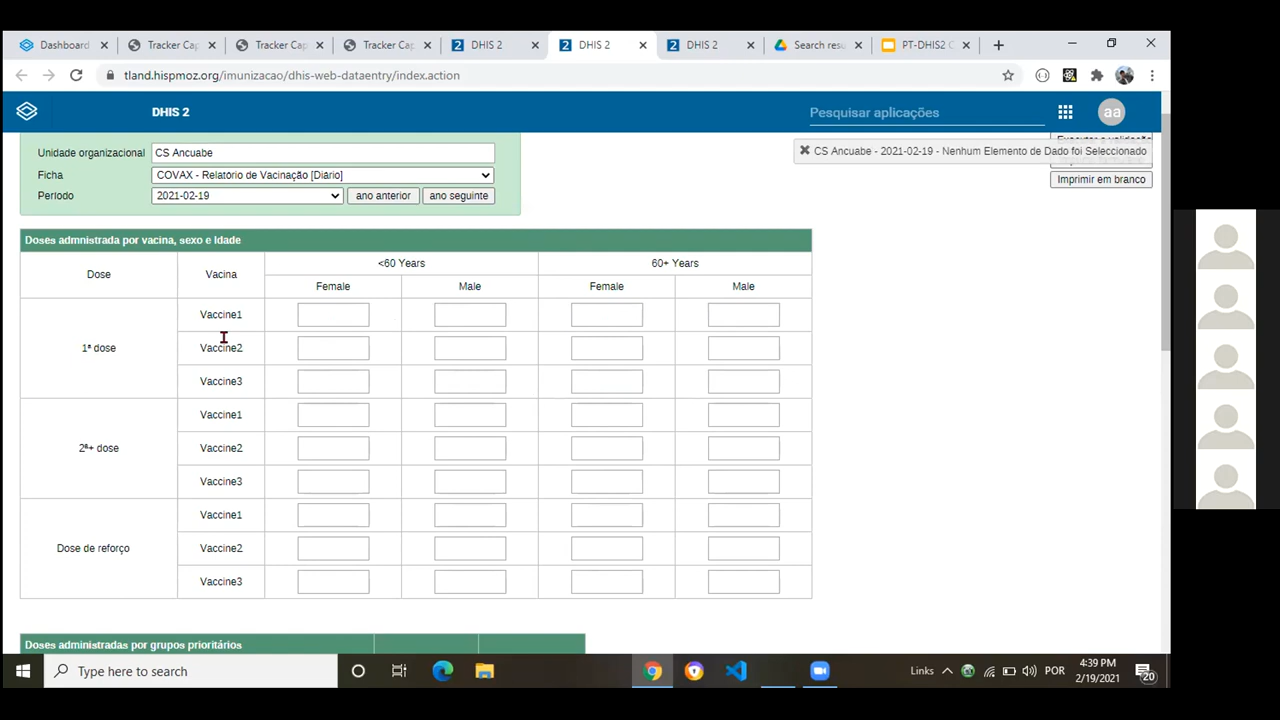 Dashboard
Tracker Cap
Tracker Cap
Tracker Cap
DHIS 2
DHIS 2
DHIS 2
Search resu
PT-DHIS2 C
tland.hispmoz.org/imunizacao/dhis-web-dataentry/index.action
DHIS 2
Pesquisar aplicações
aa
Unidade organizacional CS Ancuabe
CS Ancuabe - 2021-02-19 - Nenhum Elemento de Dado foi Seleccionado
Ficha COVAX - Relatório de Vacinação [Diário]
Imprimir em branco
Período 2021-02-19 ano anterior ano seguinte
Doses admnistrada por vacina, sexo e Idade
Dose Vacina <60 Years 60+ Years
Female Male Female Male
1ª dose
Vaccine1
Vaccine2
Vaccine3
2ª+ dose
Vaccine1
Vaccine2
Vaccine3
Dose de reforço
Vaccine1
Vaccine2
Vaccine3
Doses administradas por grupos prioritários
Type here to search
Links
POR
4:39 PM
2/19/2021
20